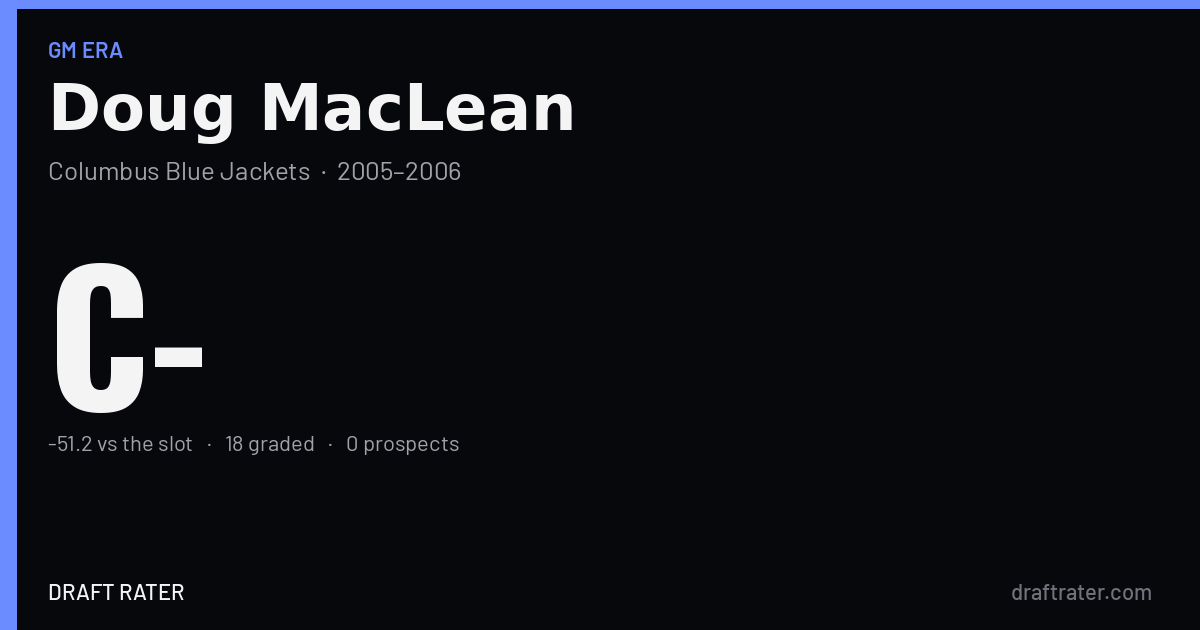 GM ERA
Doug MacLean
Columbus Blue Jackets · 2005–2006
C-
-51.2 vs the slot · 18 graded · 0 prospects
DRAFT RATER
draftrater.com